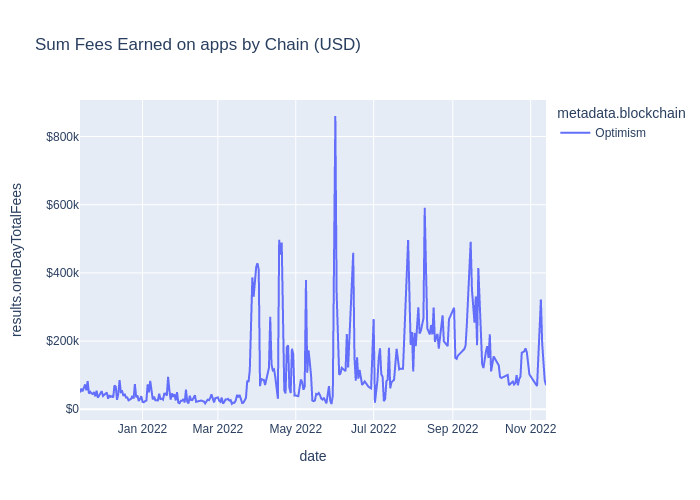 Sum Fees Earned on apps by Chain (USD)
metadata.blockchain
Optimism
results.oneDayTotalFees
$800k
$600k
$400k
$200k
$0
Jan 2022
Mar 2022
May 2022
Jul 2022
Sep 2022
Nov 2022
date